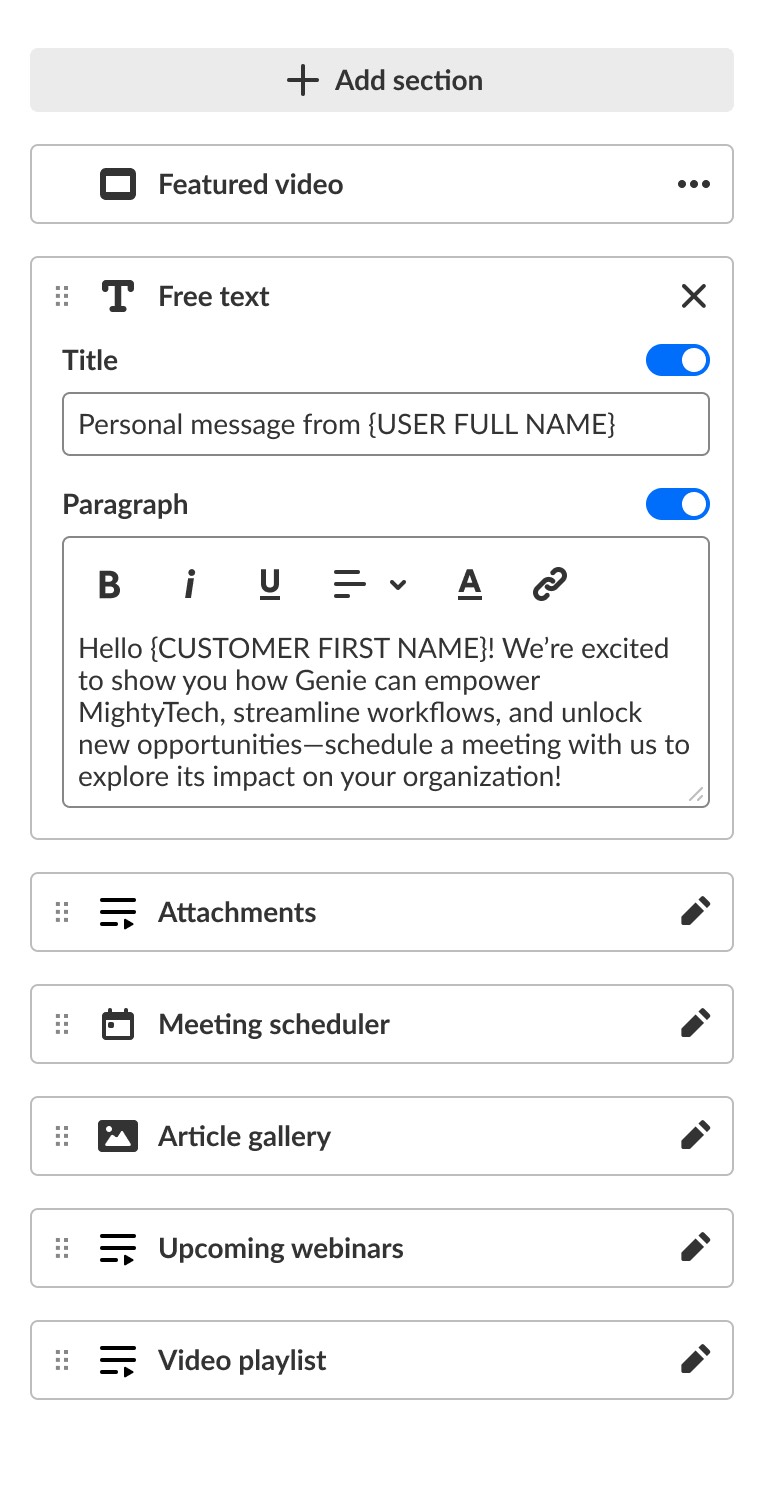 Add section
Featured video
Free text
Title
Personal message from {USER FULL NAME}
Paragraph
B i U A
Hello {CUSTOMER FIRST NAME}! We’re excited
to show you how Genie can empower
MightyTech, streamline workflows, and unlock
new opportunities—schedule a meeting with us to
explore its impact on your organization!
Attachments
Meeting scheduler
Article gallery
Upcoming webinars
Video playlist